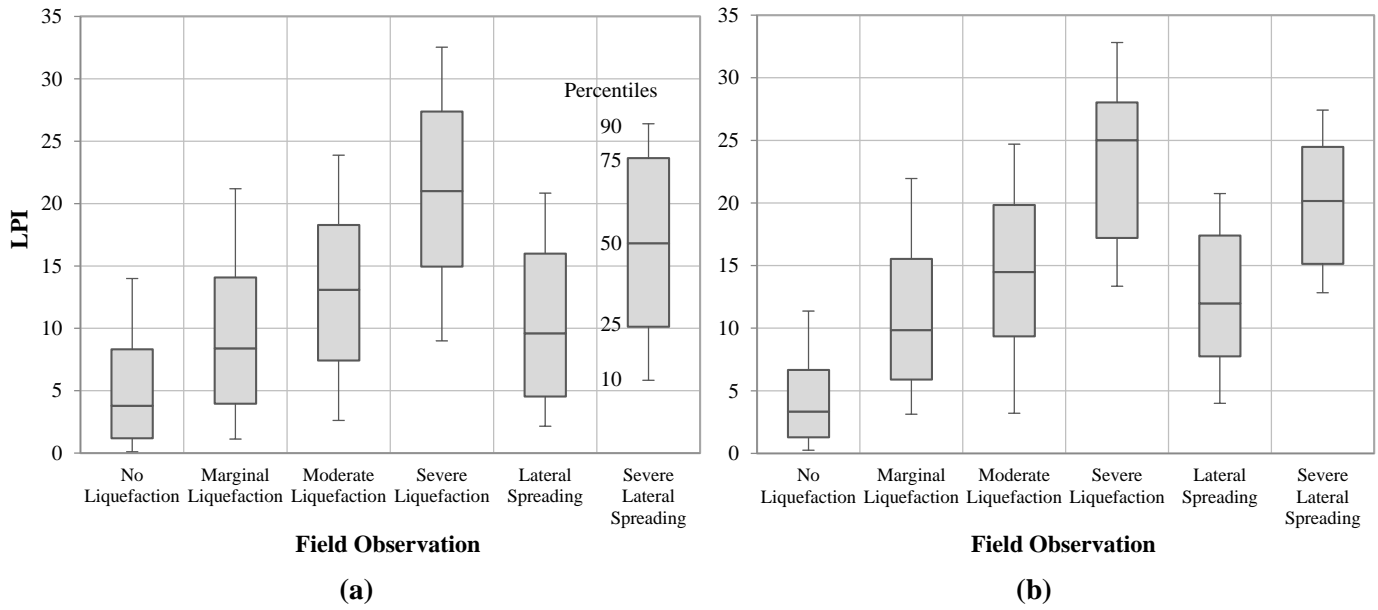 35
30
25
20
15
10
5
0
LPI
Percentiles
90
75
50
25
10
No
Liquefaction
Marginal
Liquefaction
Moderate
Liquefaction
Severe
Liquefaction
Lateral
Spreading
Severe
Lateral
Spreading
Field Observation
(a)
35
30
25
20
15
10
5
0
No
Liquefaction
Marginal
Liquefaction
Moderate
Liquefaction
Severe
Liquefaction
Lateral
Spreading
Severe
Lateral
Spreading
Field Observation
(b)